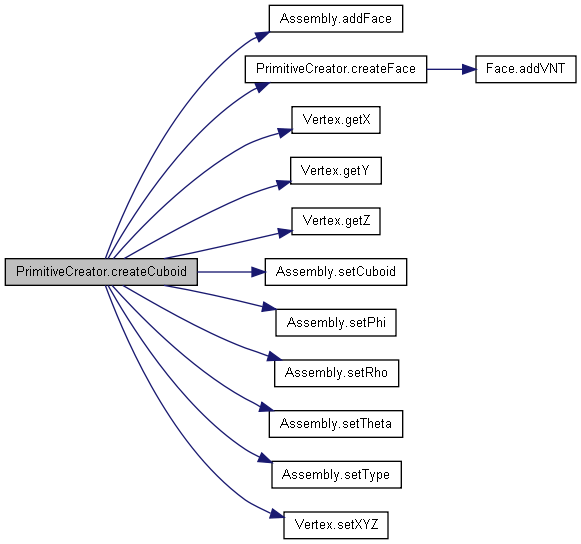 Assembly.addFace
PrimitiveCreator.createFace
Face.addVNT
Vertex.getX
Vertex.getY
Vertex.getZ
PrimitiveCreator.createCuboid
Assembly.setCuboid
Assembly.setPhi
Assembly.setRho
Assembly.setTheta
Assembly.setType
Vertex.setXYZ